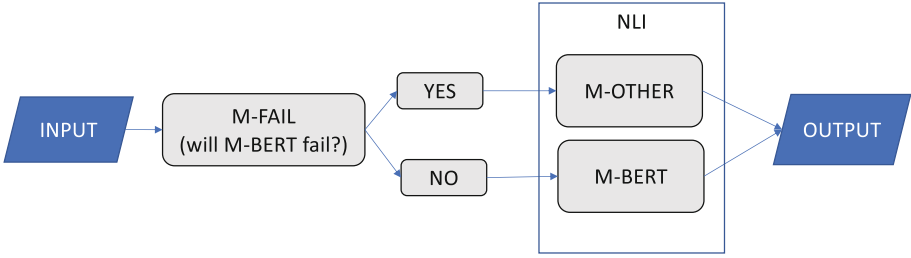 INPUT
M-FAIL
(will M-BERT fail?)
YES
NO
NLI
M-OTHER
M-BERT
OUTPUT